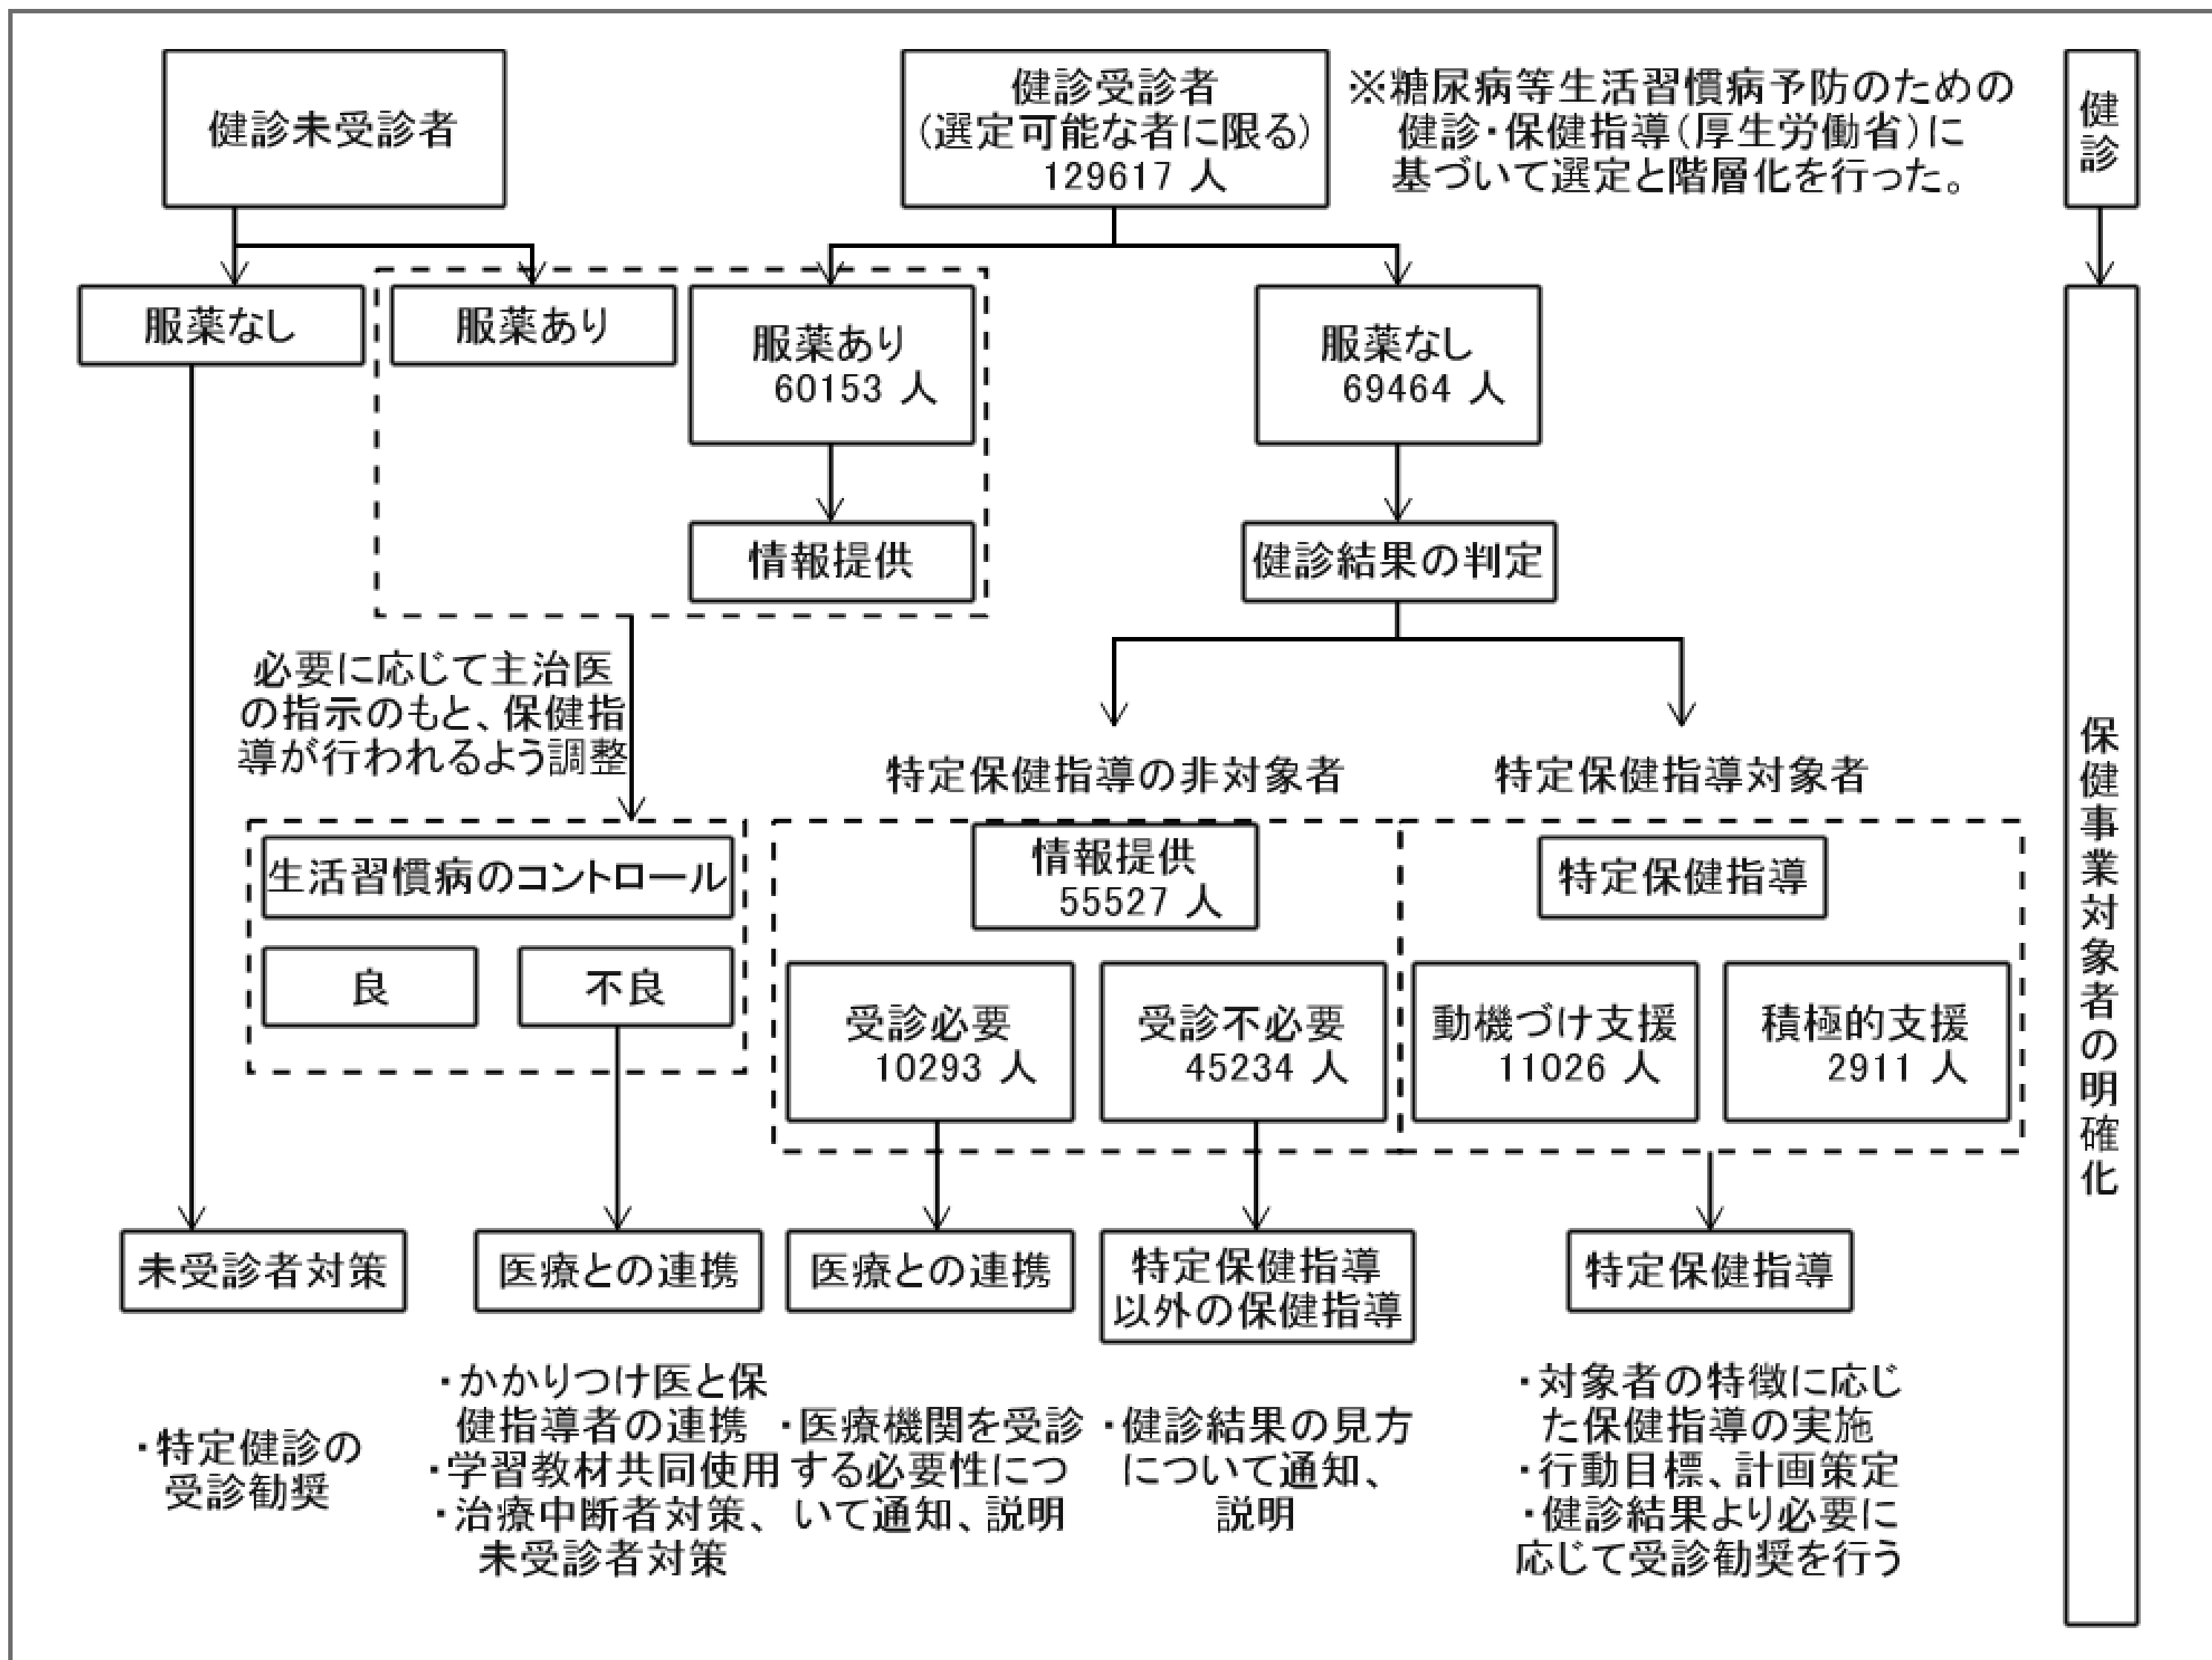 健診未受診者
健診受診者
(選定可能な者に限る)
129617 人
※糖尿病等生活習慣病予防のための
健診・保健指導(厚生労働省)に
基づいて選定と階層化を行った。
健診
服薬なし
服薬あり
服薬あり
60153 人
服薬なし
69464 人
情報提供
健診結果の判定
必要に応じて主治医
の指示のもと、保健指
導が行われるよう調整
特定保健指導の非対象者
特定保健指導対象者
保健事業対象者の明確化
生活習慣病のコントロール
良
不良
情報提供
55527 人
特定保健指導
受診必要
10293 人
受診不必要
45234 人
動機づけ支援
11026 人
積極的支援
2911 人
未受診者対策
医療との連携
医療との連携
特定保健指導
以外の保健指導
特定保健指導
・特定健診の
受診勧奨
・かかりつけ医と保
健指導者の連携
・学習教材共同使用
・治療中断者対策、
未受診者対策
・医療機関を受診
する必要性につ
いて通知、説明
・健診結果の見方
について通知、
説明
・対象者の特徴に応じ
た保健指導の実施
・行動目標、計画策定
・健診結果より必要に
応じて受診勧奨を行う